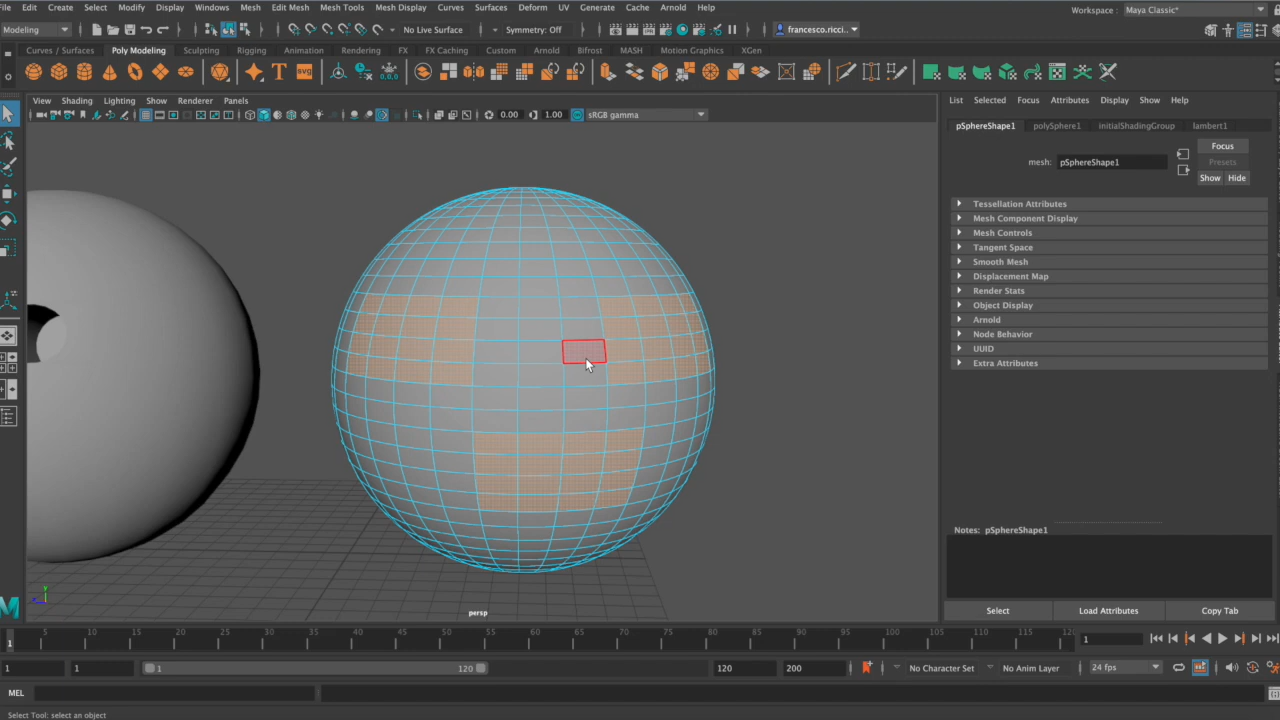 File Edit Create Select Modify Display Windows Mesh Edit Mesh Mesh Tools Mesh Display Curves Surfaces Deform UV Generate Cache Arnold Help
Workspace : Maya Classic*
Modeling No Live Surface Symmetry: Off francesco.ricci..
Curves / Surfaces Poly Modeling Sculpting Rigging Animation Rendering FX FX Caching Custom Arnold Bifrost MASH Motion Graphics XGen
T SVG 0,0,0
View Shading Lighting Show Renderer Panels
0.00 1.00 sRGB gamma
List Selected Focus Attributes Display Show Help
pSphereShape1 polySphere1 initialShadingGroup lambert1
Focus
mesh: pSphereShape1 Presets
Show Hide
Tessellation Attributes
Mesh Component Display
Mesh Controls
Tangent Space
Smooth Mesh
Displacement Map
Render Stats
Object Display
Arnold
Node Behavior
UUID
Extra Attributes
Notes: pSphereShape1
Y
persp
Select Load Attributes Copy Tab
1 5 10 15 20 25 30 35 40 45 50 55 60 65 70 75 80 85 90 95 100 105 110 115 120 1
1 1 1 120 120 200 No Character Set No Anim Layer 24 fps
MEL
Select Tool: select an object